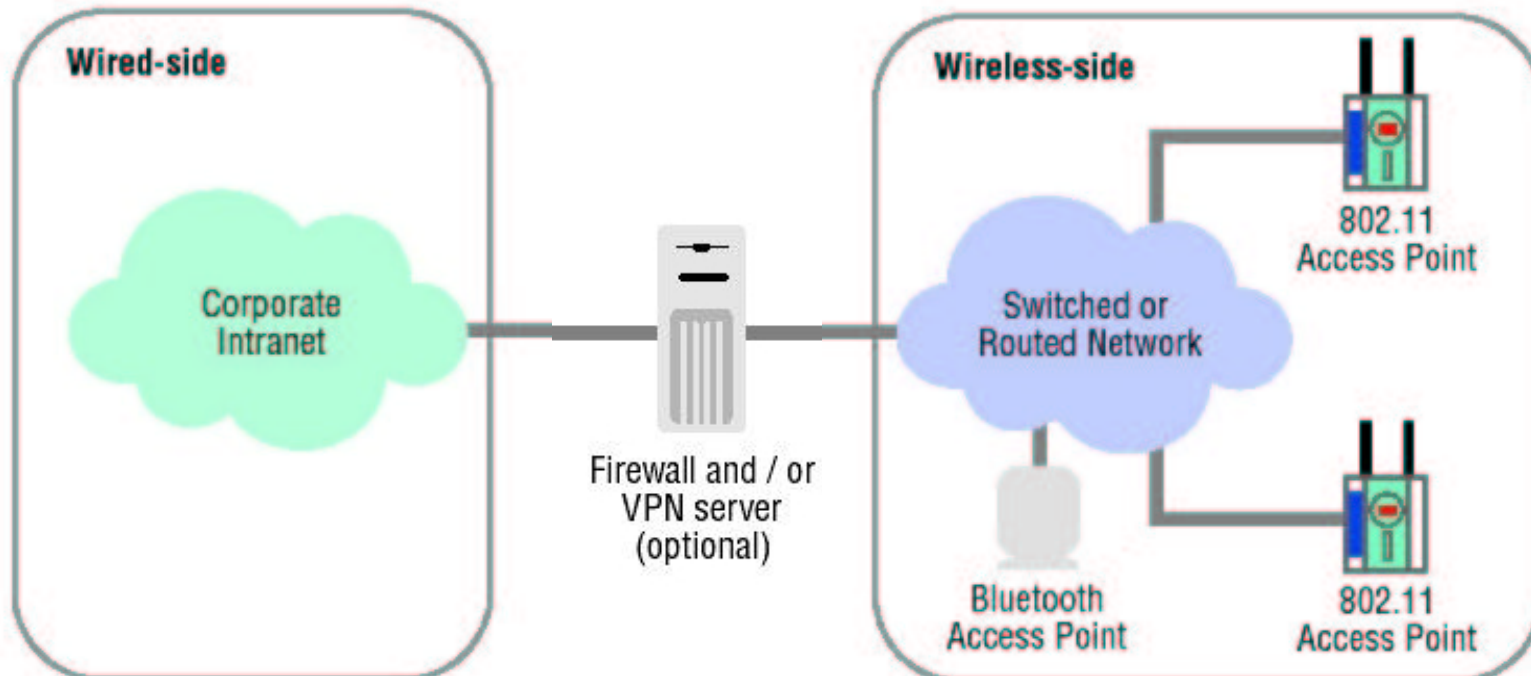 Wired-side
Corporate
Intranet
Firewall and / or
VPN server
(optional)
Wireless-side
Switched or
Routed Network
802.11
Access Point
Bluetooth
Access Point
802.11
Access Point